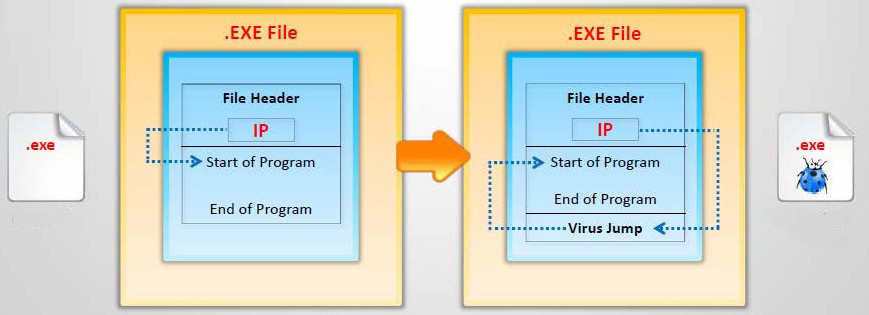 .exe
.EXE File
File Header
IP
Start of Program
End of Program
.EXE File
File Header
IP
Start of Program
End of Program
Virus Jump
.exe